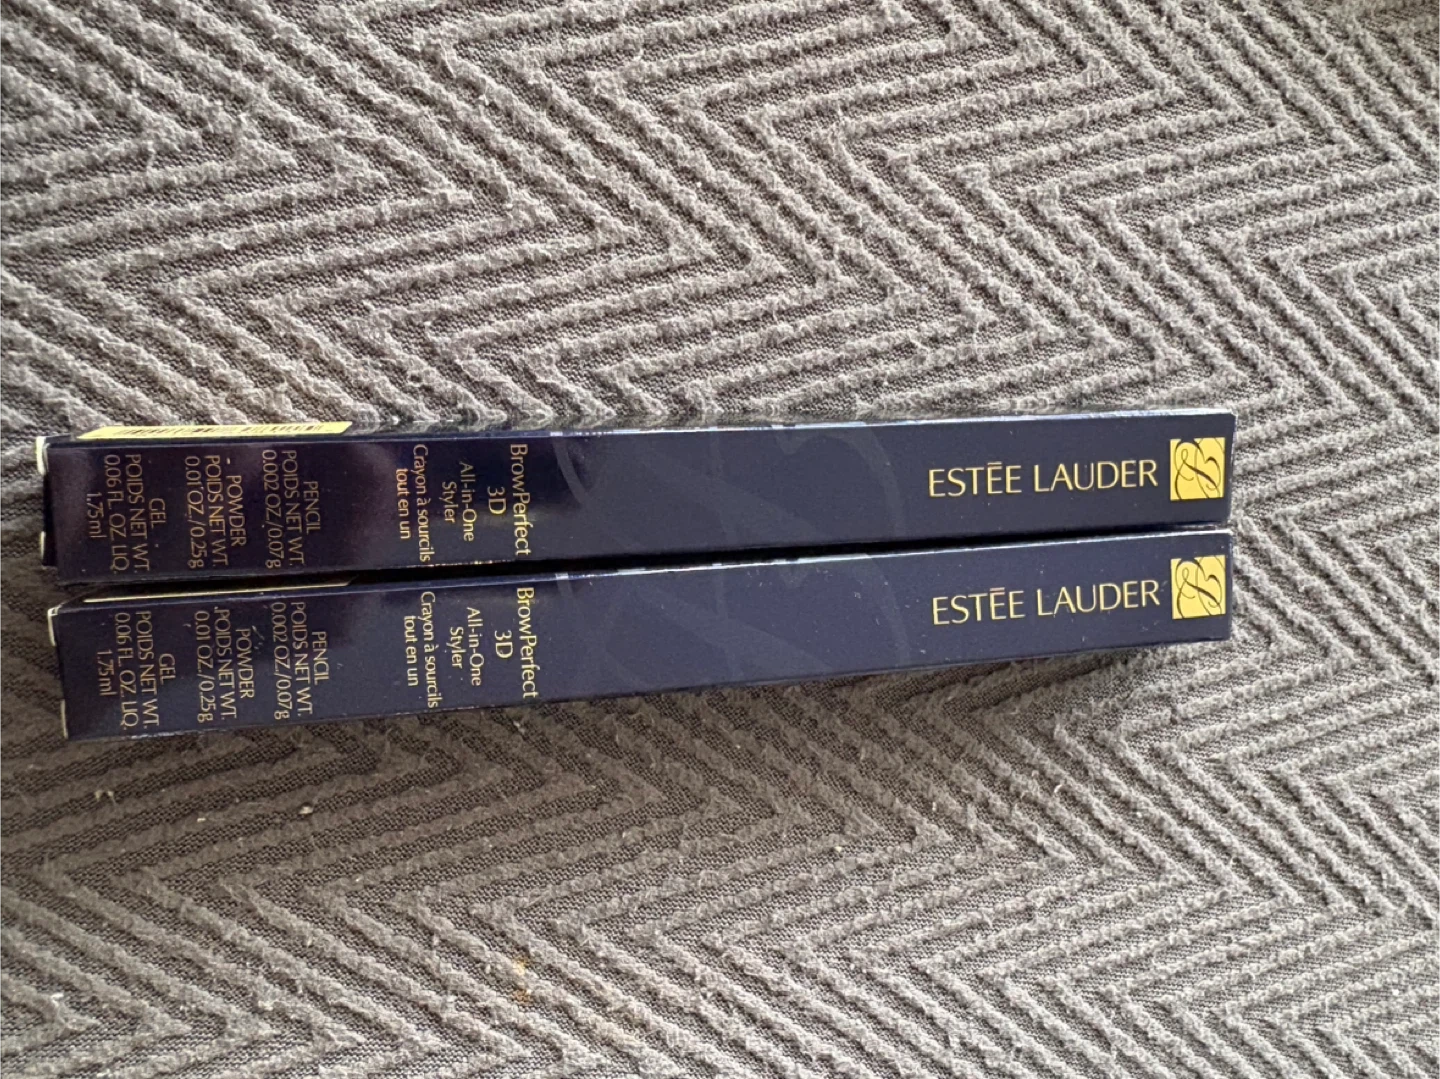 ESTĒE LAUDER
BrowPerfect
3D
All-in-One
Styler
Crayon à sourcils
tout en un
PENCIL
POIDS NET WT.
0.002 OZ./0.07g
POWDER
POIDS NET WT.
0.01 OZ./0.25g
GEL
POIDS NET WT.
0.06 FL. OZ. LIQ.
1.75ml
ESTĒE LAUDER
BrowPerfect
3D
All-in-One
Styler
Crayon à sourcils
tout en un
PENCIL
POIDS NET WT.
0.002 OZ./0.07g
POWDER
POIDS NET WT.
0.01 OZ./0.25g
GEL
POIDS NET WT.
0.06 FL. OZ. LIQ.
1.75ml